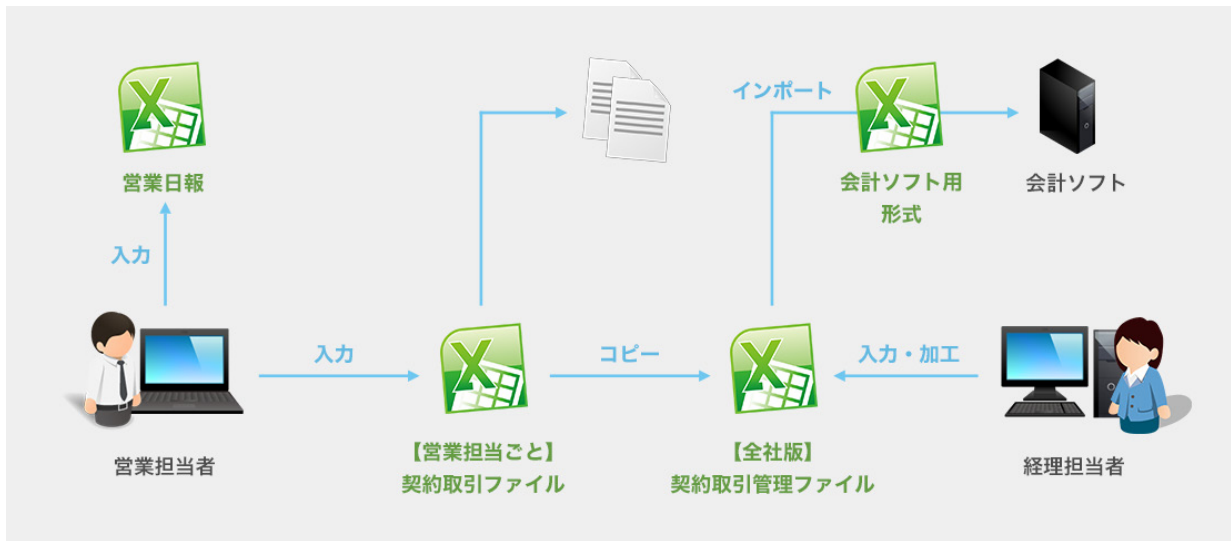 インポート
営業日報
会計ソフト用
形式
会計ソフト
入力
入力
コピー
入力・加工
営業担当者
【営業担当ごと】
契約取引ファイル
【全社版】
契約取引管理ファイル
経理担当者